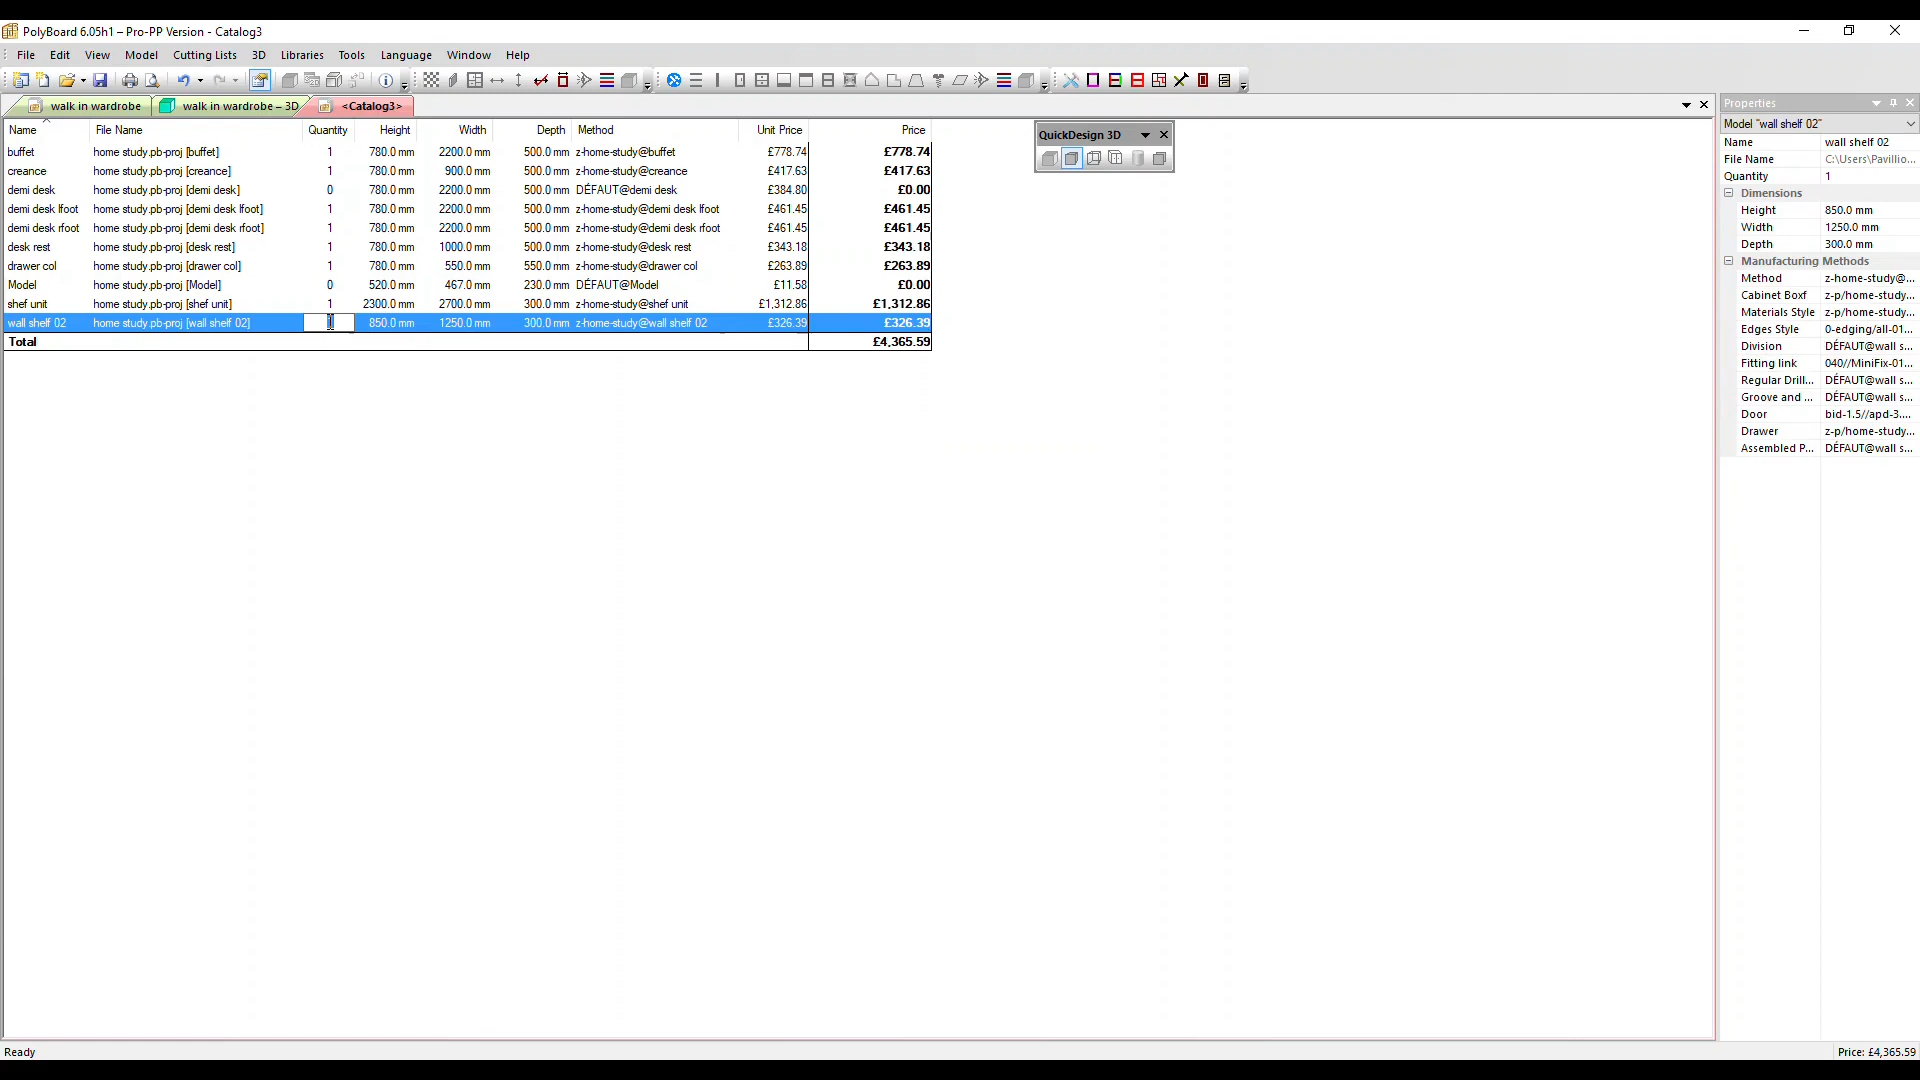 PolyBoard 6.05h1 – Pro-PP Version - Catalog3
File Edit View Model Cutting Lists 3D Libraries Tools Language Window Help
walk in wardrobe walk in wardrobe – 3D <Catalog3>
Name File Name Quantity Height Width Depth Method Unit Price Price
buffet home study.pb-proj [buffet] 1 780.0 mm 2200.0 mm 500.0 mm z-home-study@buffet £778.74 £778.74
creance home study.pb-proj [creance] 1 780.0 mm 900.0 mm 500.0 mm z-home-study@creance £417.63 £417.63
demi desk home study.pb-proj [demi desk] 0 780.0 mm 2200.0 mm 500.0 mm DÉFAUT@demi desk £384.80 £0.00
demi desk lfoot home study.pb-proj [demi desk lfoot] 1 780.0 mm 2200.0 mm 500.0 mm z-home-study@demi desk lfoot £461.45 £461.45
demi desk rfoot home study.pb-proj [demi desk rfoot] 1 780.0 mm 2200.0 mm 500.0 mm z-home-study@demi desk rfoot £461.45 £461.45
desk rest home study.pb-proj [desk rest] 1 780.0 mm 1000.0 mm 500.0 mm z-home-study@desk rest £343.18 £343.18
drawer col home study.pb-proj [drawer col] 1 780.0 mm 550.0 mm 550.0 mm z-home-study@drawer col £263.89 £263.89
Model home study.pb-proj [Model] 0 520.0 mm 467.0 mm 230.0 mm DÉFAUT@Model £11.58 £0.00
shef unit home study.pb-proj [shef unit] 1 2300.0 mm 2700.0 mm 300.0 mm z-home-study@shef unit £1,312.86 £1,312.86
wall shelf 02 home study.pb-proj [wall shelf 02] 1 850.0 mm 1250.0 mm 300.0 mm z-home-study@wall shelf 02 £326.39 £326.39
Total £4,365.59
QuickDesign 3D
Properties
Model "wall shelf 02"
Name wall shelf 02
File Name C:\Users\Pavillio...
Quantity 1
Dimensions
Height 850.0 mm
Width 1250.0 mm
Depth 300.0 mm
Manufacturing Methods
Method z-home-study@...
Cabinet Boxf z-p/home-study...
Materials Style z-p/home-study...
Edges Style 0-edging/all-01...
Division DÉFAUT@wall s...
Fitting link 040//MiniFix-01...
Regular Drill... DÉFAUT@wall s...
Groove and ... DÉFAUT@wall s...
Door bid-1.5//apd-3....
Drawer z-p/home-study...
Assembled P... DÉFAUT@wall s...
Ready
Price: £4,365.59